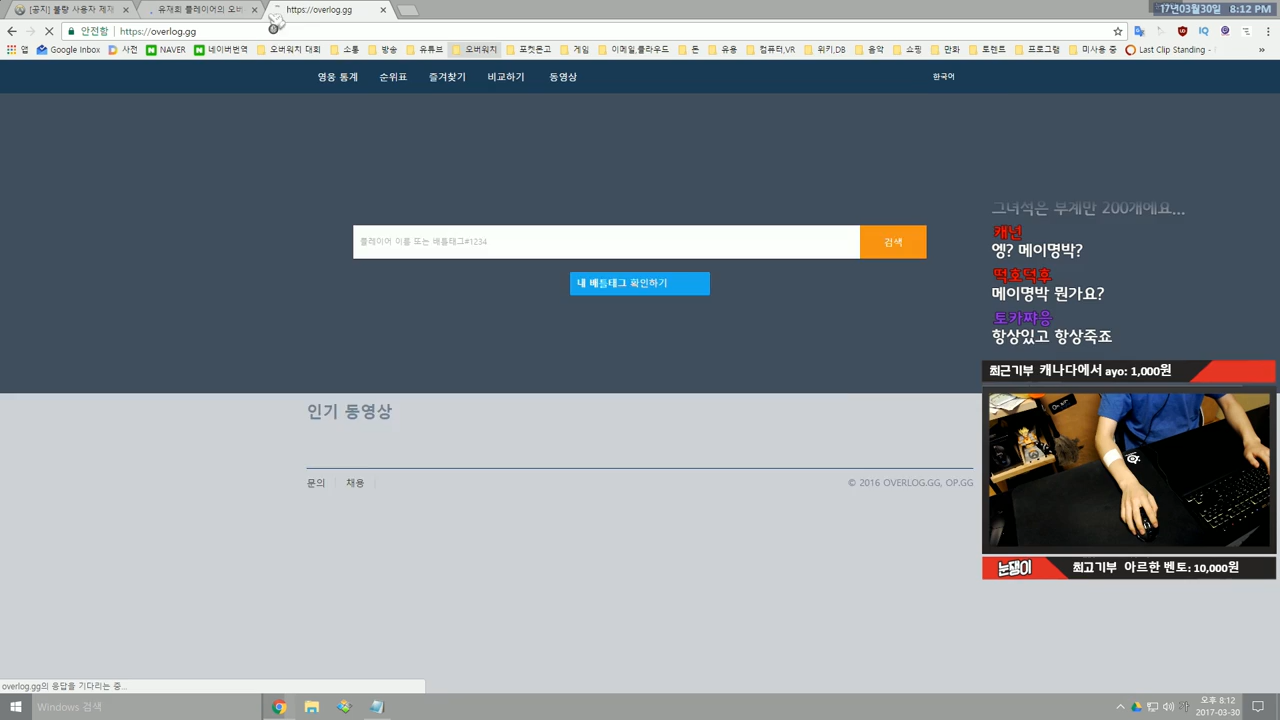 [공지] 불량 사용자 제재
유재희 플레이어의 오버
https://overlog.gg
17년03월30일 8:12 PM
안전함 https://overlog.gg
앱
Google Inbox
사전
NAVER
네이버번역
오버워치 대회
소통
방송
유튜브
오버워치
포켓몬고
게임
이메일,클라우드
돈
유용
컴퓨터,VR
위키,DS
음악
쇼핑
만화
토렌트
프로그램
미사용 중
Last Clip Standing -
영웅 통계
순위표
즐겨찾기
비교하기
동영상
한국어
그녀석은 부계만 200개에요...
플레이어 이름 또는 배틀태그#1234
검색
캐넌
엥? 메이명박?
떡호덕후
메이명박 뭔가요?
토카쨔응
항상있고 항상죽죠
내 배틀태그 확인하기
최근기부 캐나다에서 ayo: 1,000원
인기 동영상
문의
채용
© 2016 OVERLOG.GG, OP.GG
눈쟁이
최고기부 아르한 벤토: 10,000원
overlog.gg의 응답을 기다리는 중...
Windows 검색
오후 8:12
2017-03-30